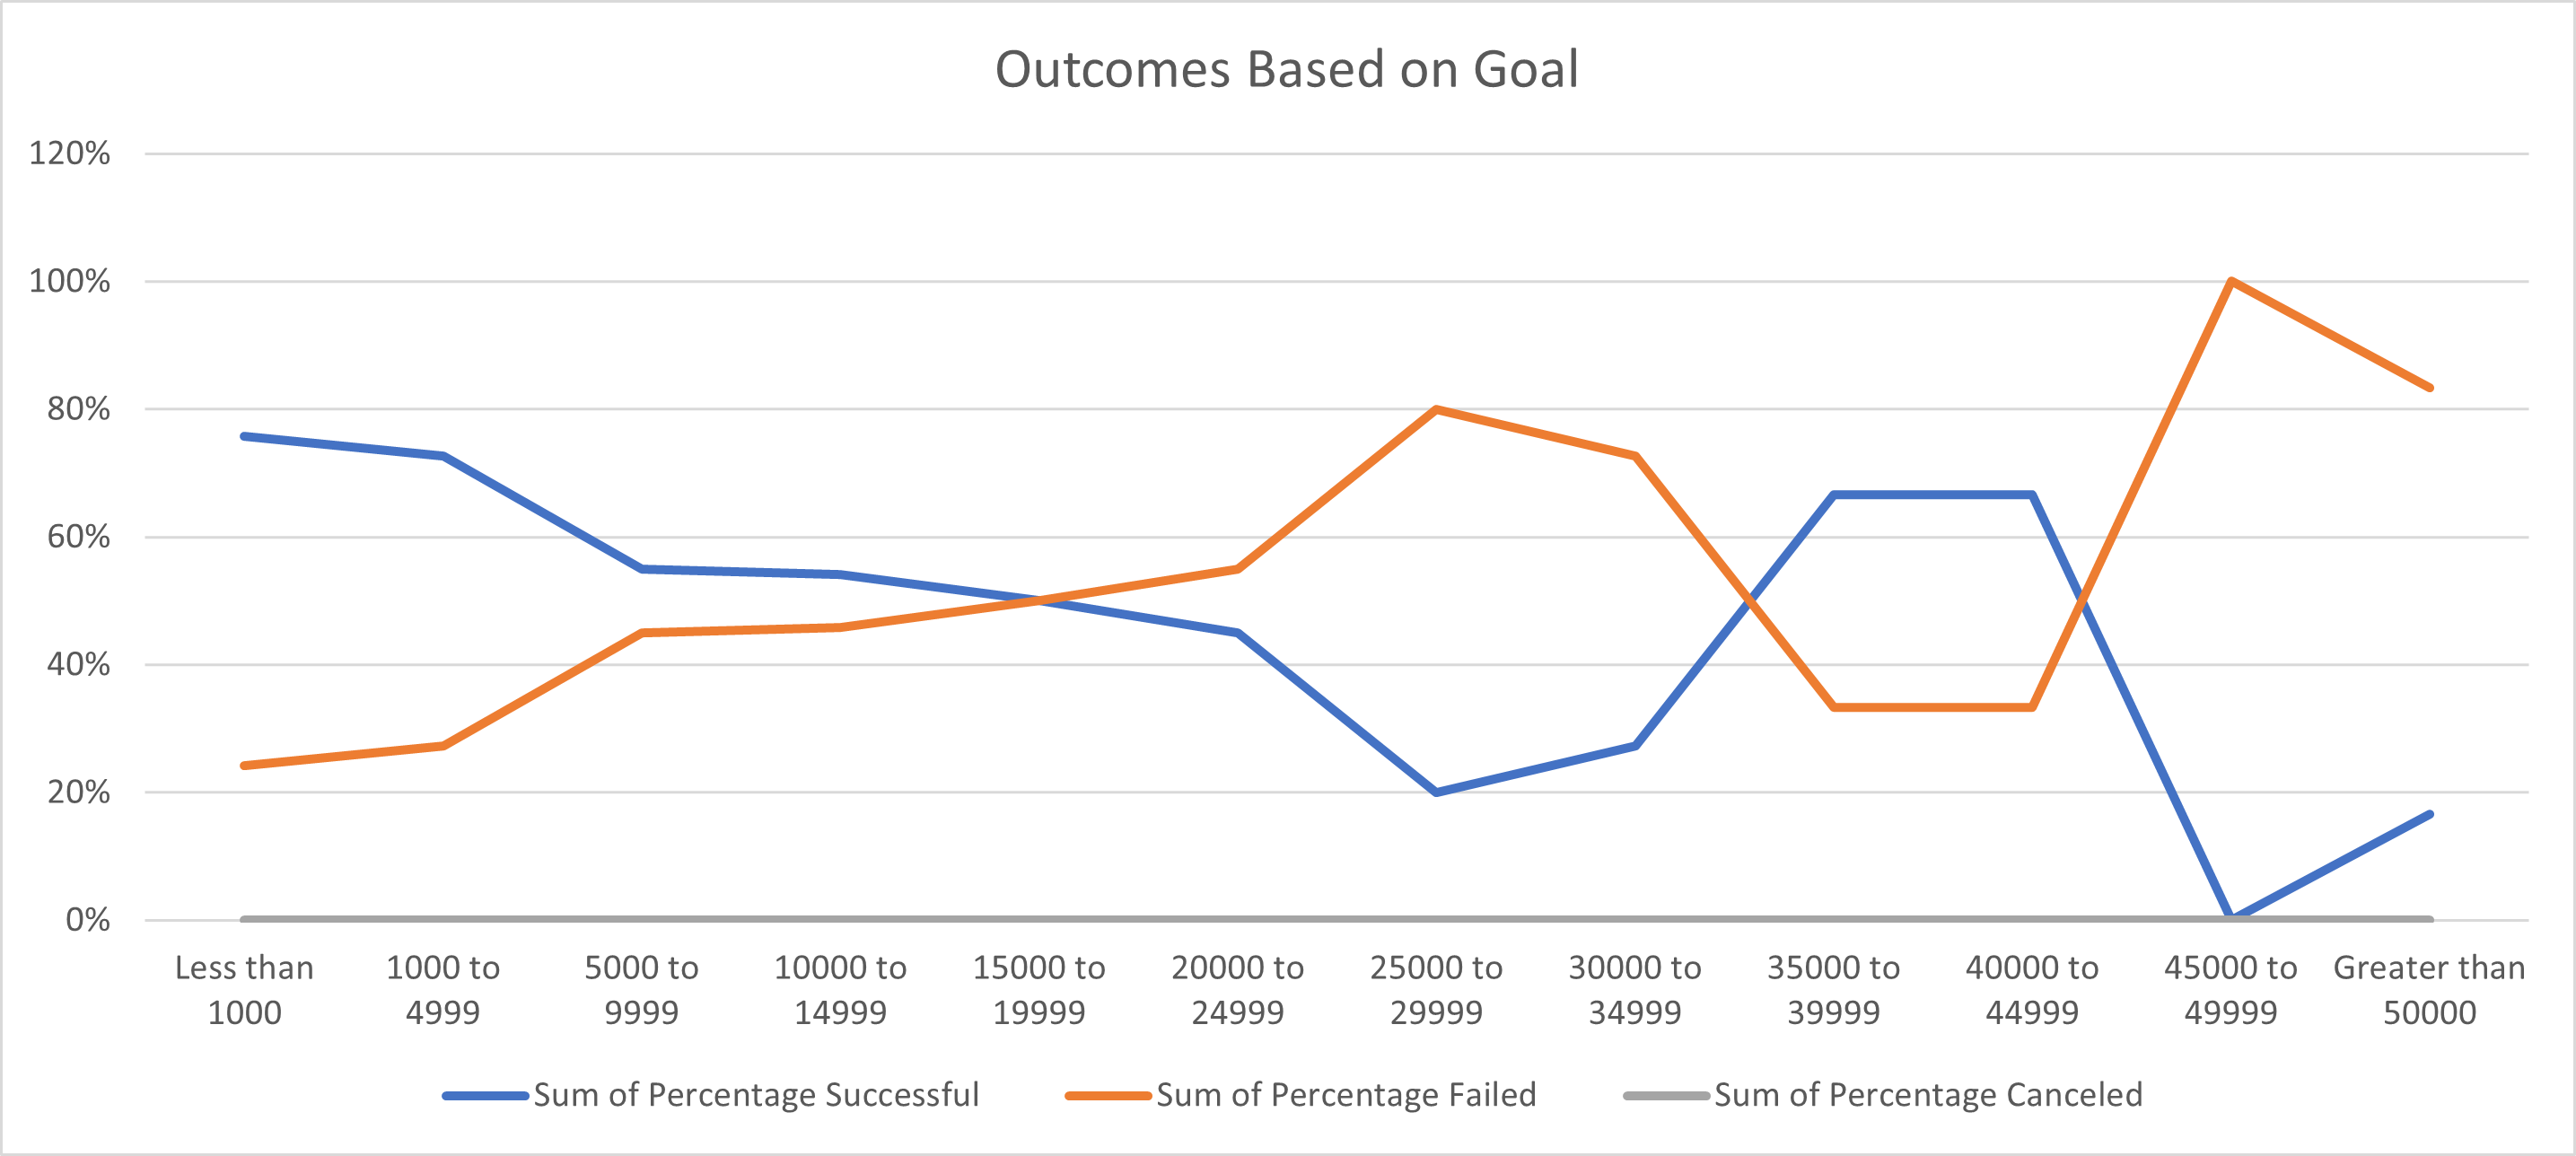 Outcomes Based on Goal
120%
100%
80%
60%
40%
20%
0%
Less than
1000
1000 to
4999
5000 to
9999
10000 to
14999
15000 to
19999
20000 to
24999
25000 to
29999
30000 to
34999
35000 to
39999
40000 to
44999
45000 to
49999
Greater than
50000
Sum of Percentage Successful
Sum of Percentage Failed
Sum of Percentage Canceled